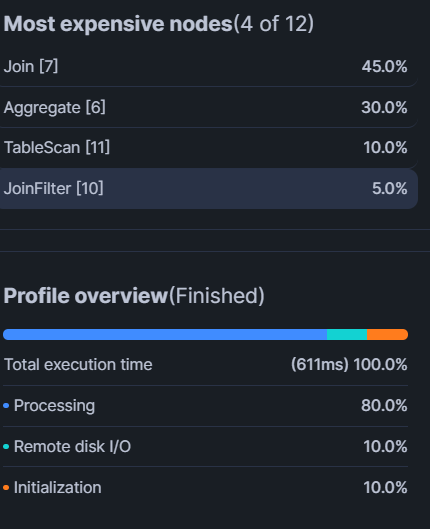 Most expensive nodes(4 of 12)
Join [7] 45.0%
Aggregate [6] 30.0%
TableScan [11] 10.0%
JoinFilter [10] 5.0%
Profile overview(Finished)
Total execution time (611ms) 100.0%
Processing 80.0%
Remote disk I/O 10.0%
Initialization 10.0%